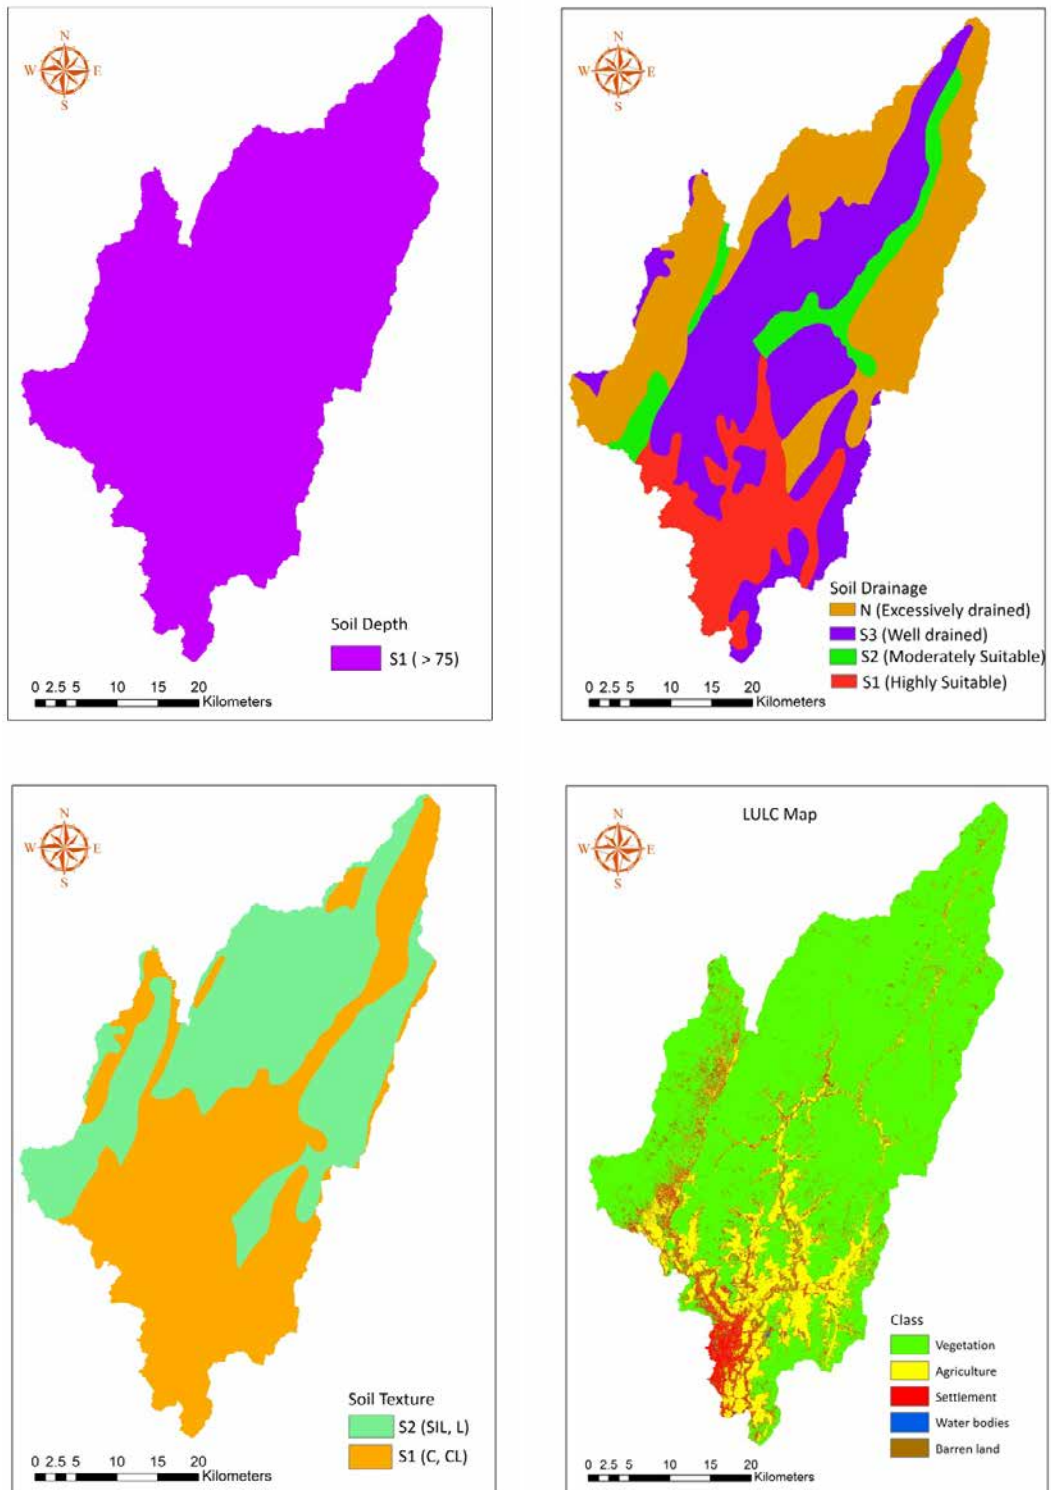 N
W E
S
Soil Depth
S1 ( > 75)
0 2.5 5 10 15 20
Kilometers
N
W E
S
Soil Drainage
N (Excessively drained)
S3 (Well drained)
S2 (Moderately Suitable)
S1 (Highly Suitable)
0 2.5 5 10 15 20
Kilometers
N
W E
S
Soil Texture
S2 (SIL, L)
S1 (C, CL)
0 2.5 5 10 15 20
Kilometers
LULC Map
N
W E
S
Class
Vegetation
Agriculture
Settlement
Water bodies
Barren land
0 2.5 5 10 15 20
Kilometers